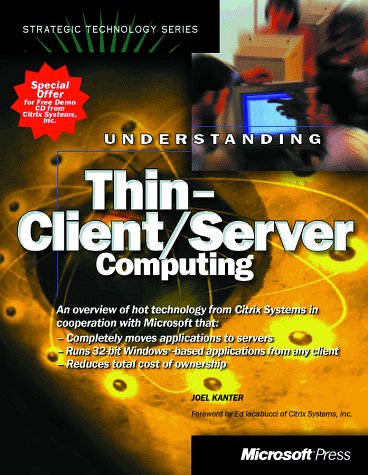 STRATEGIC TECHNOLOGY SERIES
Special
Offer
for Free Demo
CD from
Citrix Systems,
Inc.
UNDERSTANDING
Thin-
Client/Server
Computing
An overview of hot technology from Citrix Systems in
cooperation with Microsoft that:
– Completely moves applications to servers
– Runs 32-bit Windows®-based applications from any client
– Reduces total cost of ownership
JOEL KANTER
Foreword by Ed Iacobucci of Citrix Systems, Inc.
Microsoft Press